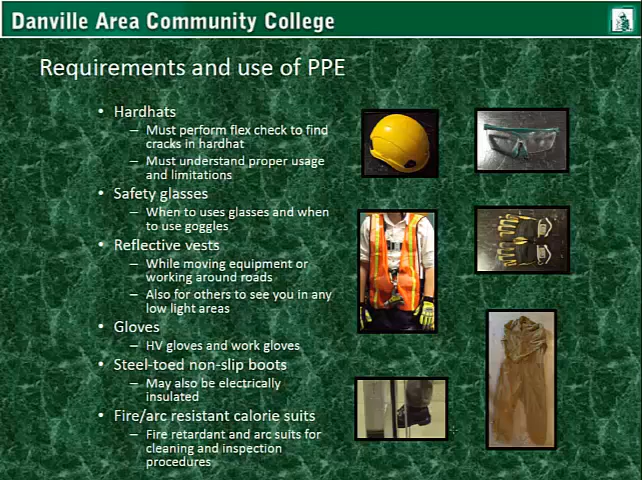 Danville Area Community College
Requirements and use of PPE
• Hardhats
– Must perform flex check to find
cracks in hardhat
– Must understand proper usage
and limitations
• Safety glasses
– When to uses glasses and when
to use goggles
• Reflective vests
– While moving equipment or
working around roads
– Also for others to see you in any
low light areas
• Gloves
– HV gloves and work gloves
• Steel-toed non-slip boots
– May also be electrically
insulated
• Fire/arc resistant calorie suits
– Fire retardant and arc suits for
cleaning and inspection
procedures